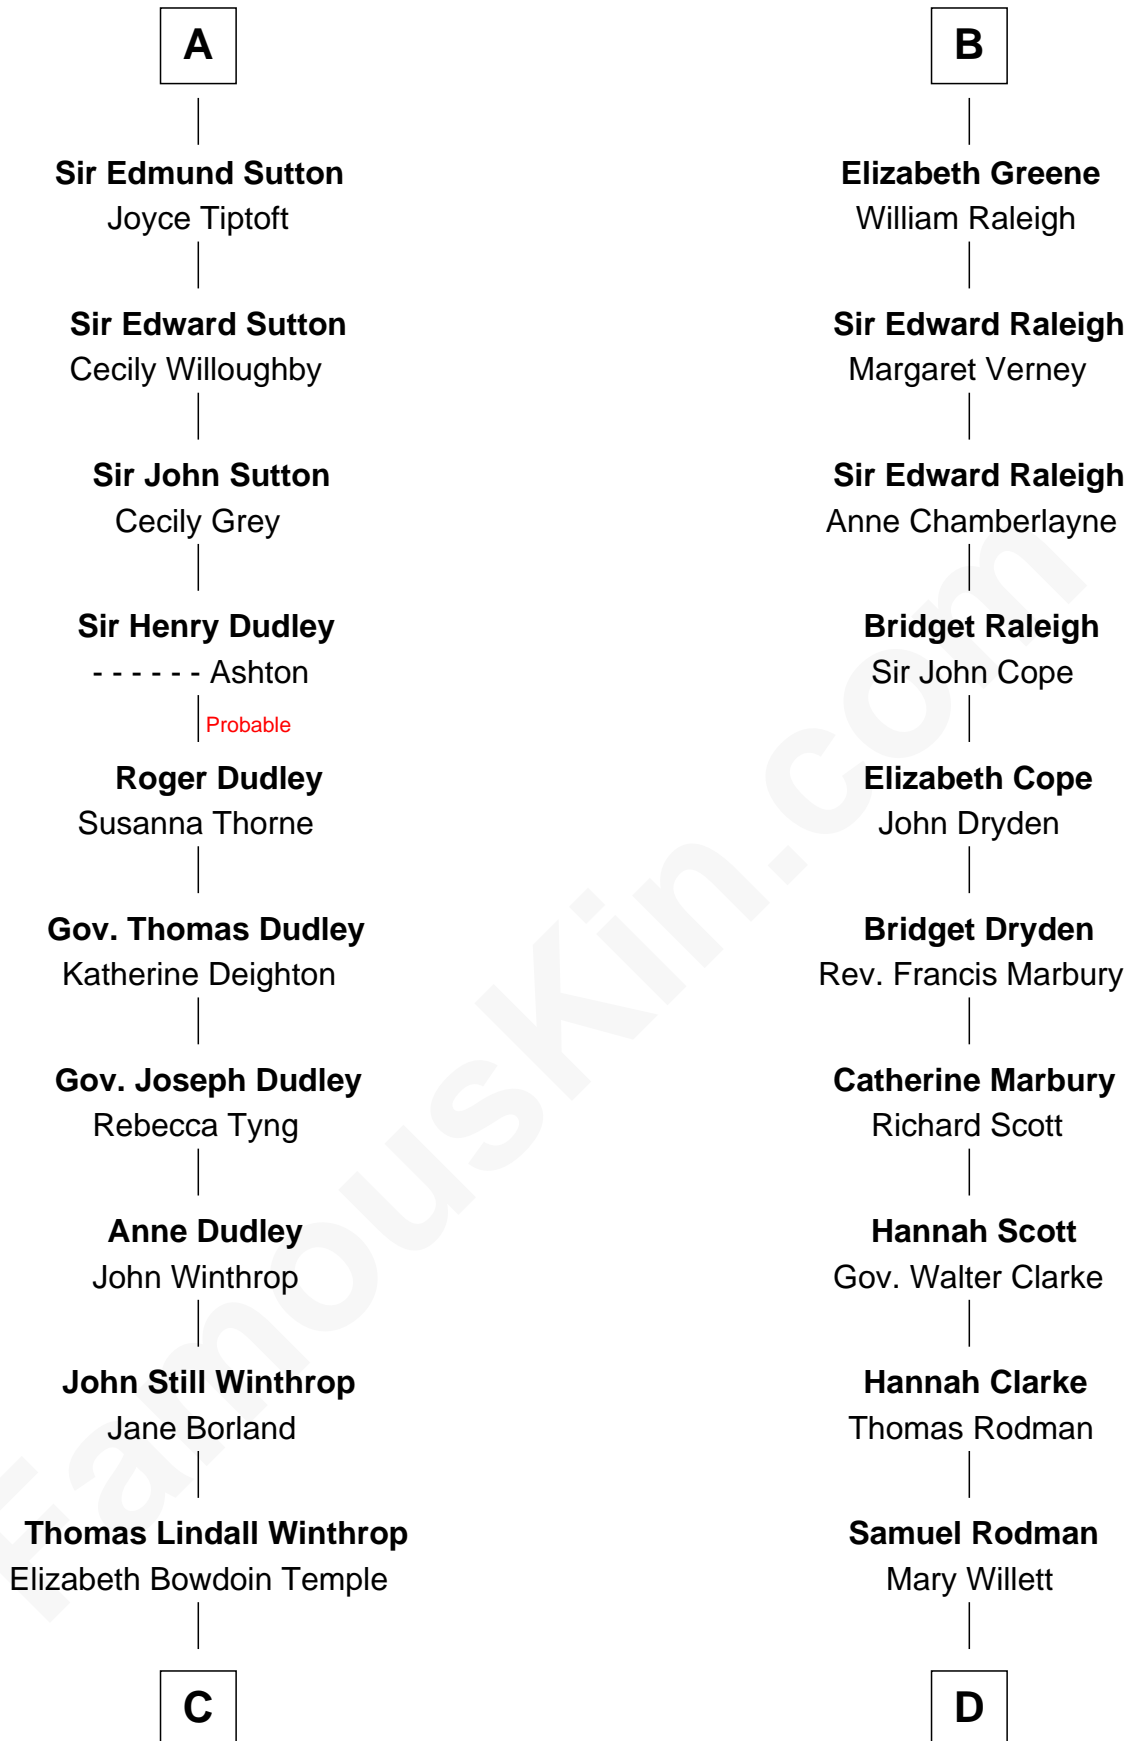 A
Sir Edmund Sutton
Joyce Tiptoft
Sir Edward Sutton
Cecily Willoughby
Sir John Sutton
Cecily Grey
Sir Henry Dudley
- - - - - - Ashton
Probable
Roger Dudley
Susanna Thorne
Gov. Thomas Dudley
Katherine Deighton
Gov. Joseph Dudley
Rebecca Tyng
Anne Dudley
John Winthrop
John Still Winthrop
Jane Borland
Thomas Lindall Winthrop
Elizabeth Bowdoin Temple
C
B
Elizabeth Greene
William Raleigh
Sir Edward Raleigh
Margaret Verney
Sir Edward Raleigh
Anne Chamberlayne
Bridget Raleigh
Sir John Cope
Elizabeth Cope
John Dryden
Bridget Dryden
Rev. Francis Marbury
Catherine Marbury
Richard Scott
Hannah Scott
Gov. Walter Clarke
Hannah Clarke
Thomas Rodman
Samuel Rodman
Mary Willett
D
FamousKin.com